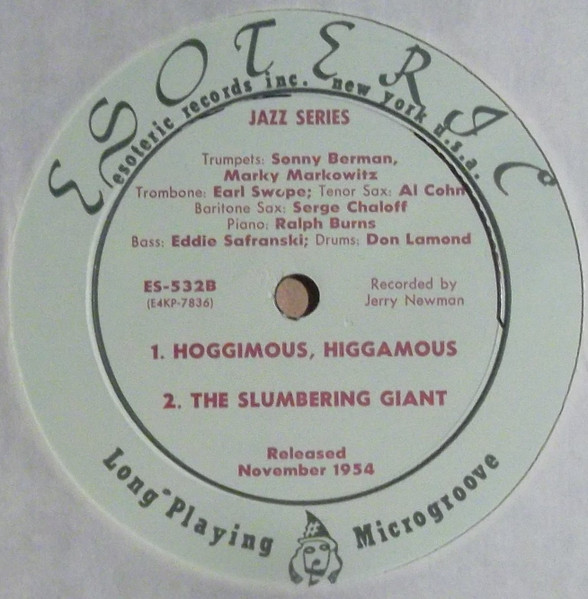 ESOTERIC
esoteric records inc. new york u.s.a.
JAZZ SERIES
Trumpets: Sonny Berman,
Marky Markowitz
Trombone: Earl Swope; Tenor Sax: Al Cohn
Baritone Sax: Serge Chaloff
Piano: Ralph Burns
Bass: Eddie Safranski; Drums: Don Lamond
ES-532B
(E4KP-7836)
Recorded by
Jerry Newman
1. HOGGIMOUS, HIGGAMOUS
2. THE SLUMBERING GIANT
Released
November 1954
Long Playing Microgroove